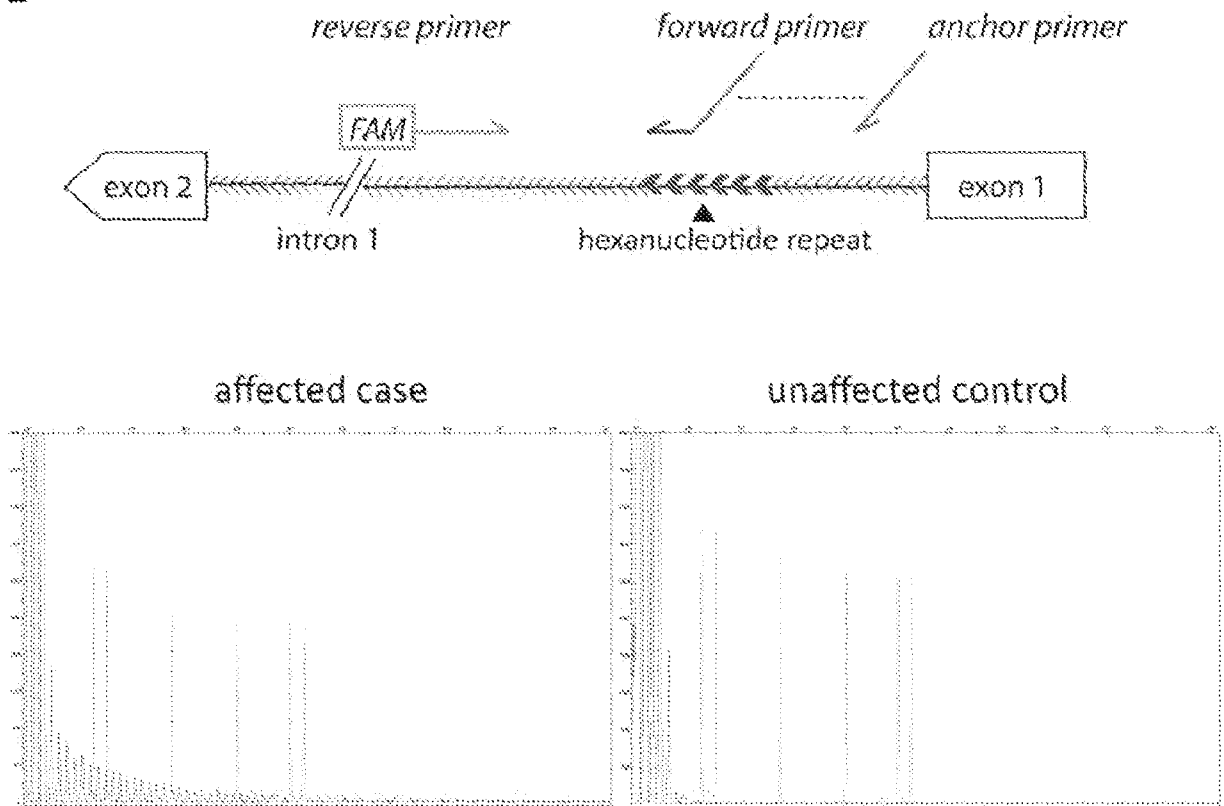 reverse primer
forward primer
anchor primer
FAM
exon 2
exon 1
intron 1
hexanucleotide repeat
affected case
unaffected control